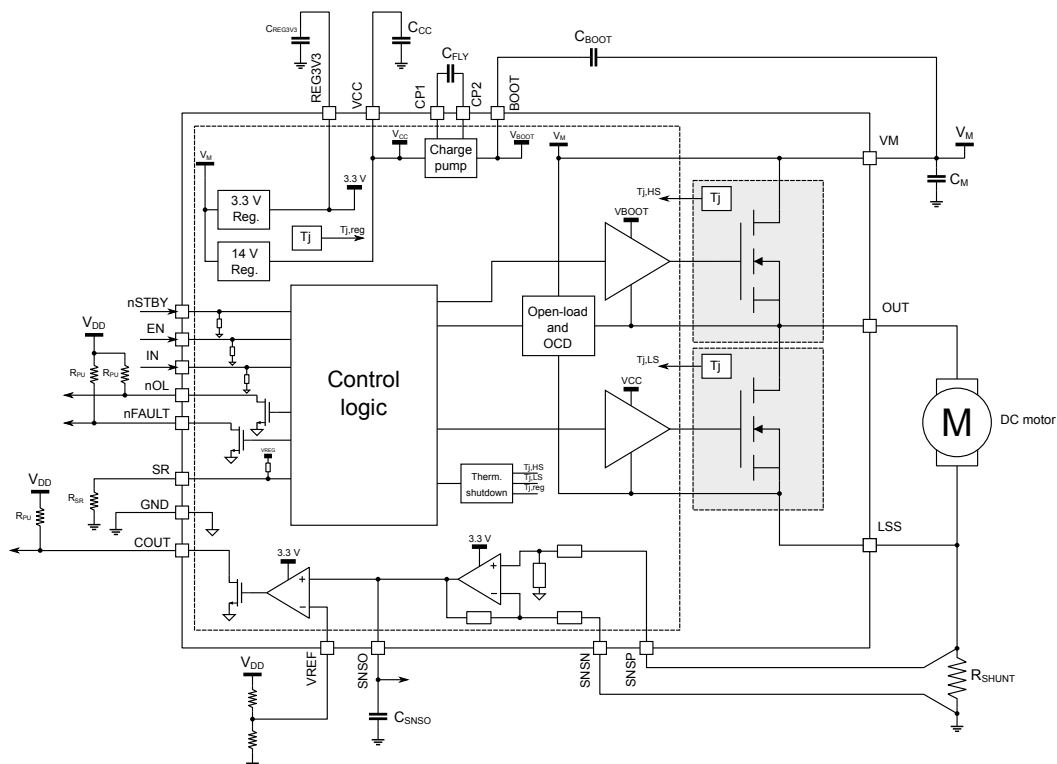 CREG3V3
CCC
CFLY
CBOOT
REG3V3
VCC
CP1
CP2
BOOT
VM
VM
CM
VM
VCC
Charge
pump
VBOOT
VM
3.3 V
Reg.
3.3 V
Tj
Tj,reg
14 V
Reg.
Tj,HS
Tj
VBOOT
nSTBY
EN
IN
nOL
nFAULT
VDD
RPU
RPU
Control
logic
Open-load
and
OCD
OUT
Tj,LS
Tj
VCC
M
DC motor
VREG
SR
RSR
GND
COUT
VDD
RPU
Therm.
shutdown
Tj,HS
Tj,LS
Tj,reg
LSS
3.3 V
+
−
3.3 V
+
−
VREF
SNSO
SNSN
SNSP
VDD
CSNSO
RSHUNT